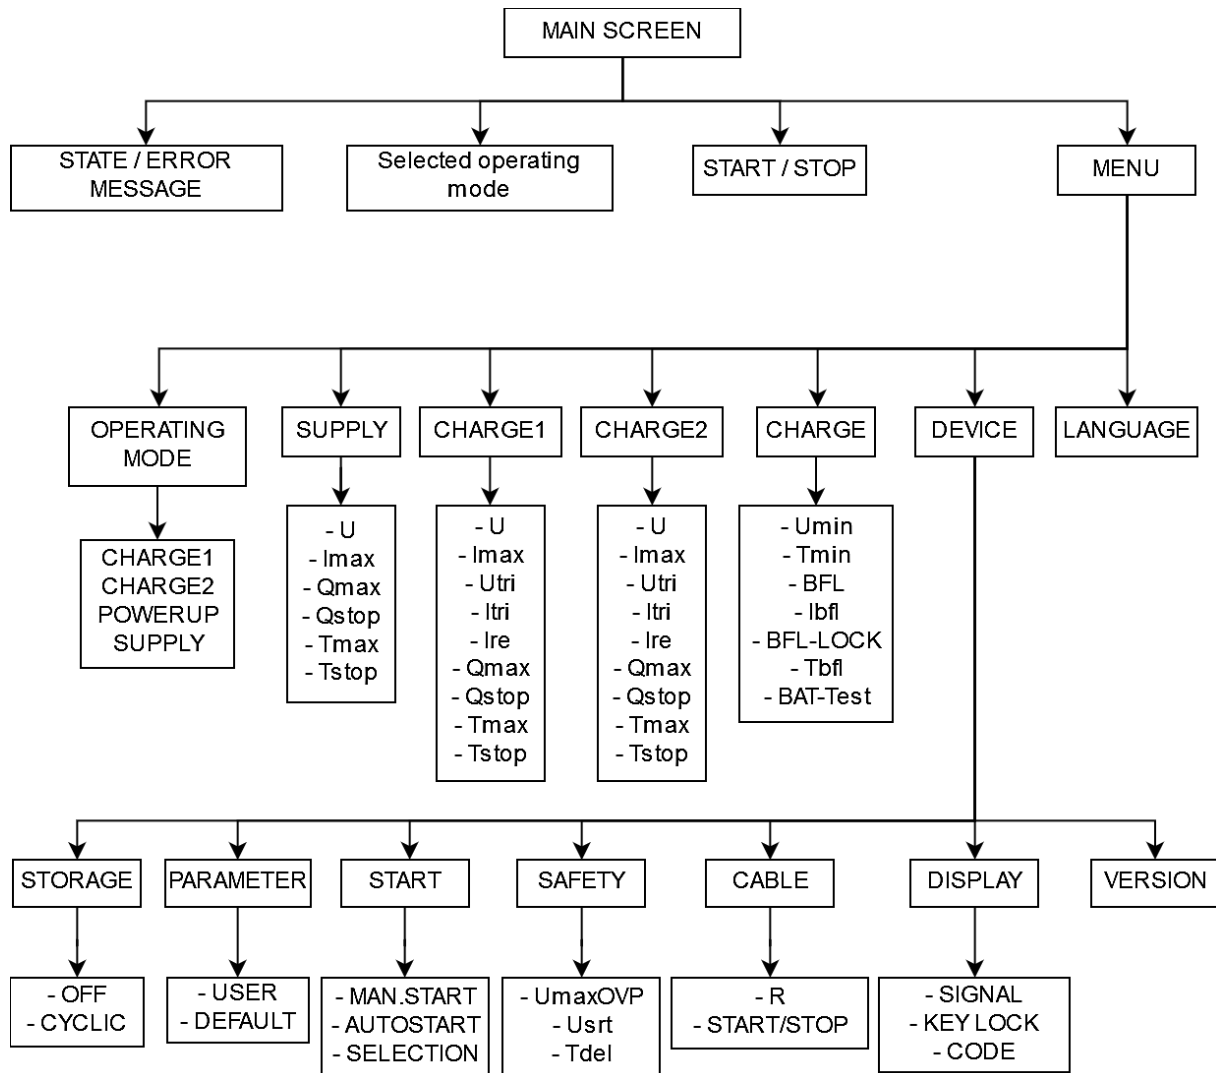 MAIN SCREEN
STATE / ERROR
MESSAGE
Selected operating
mode
START / STOP
MENU
OPERATING
MODE
SUPPLY
CHARGE1
CHARGE2
CHARGE
DEVICE
LANGUAGE
CHARGE1
CHARGE2
POWERUP
SUPPLY
- U
- Imax
- Qmax
- Qstop
- Tmax
- Tstop
- U
- Imax
- Utri
- Itri
- Ire
- Qmax
- Qstop
- Tmax
- Tstop
- U
- Imax
- Utri
- Itri
- Ire
- Qmax
- Qstop
- Tmax
- Tstop
- Umin
- Tmin
- BFL
- Ibfl
- BFL-LOCK
- Tbfl
- BAT-Test
STORAGE
PARAMETER
START
SAFETY
CABLE
DISPLAY
VERSION
- OFF
- CYCLIC
- USER
- DEFAULT
- MAN.START
- AUTOSTART
- SELECTION
- UmaxOVP
- Usrt
- Tdel
- R
- START/STOP
- SIGNAL
- KEY LOCK
- CODE